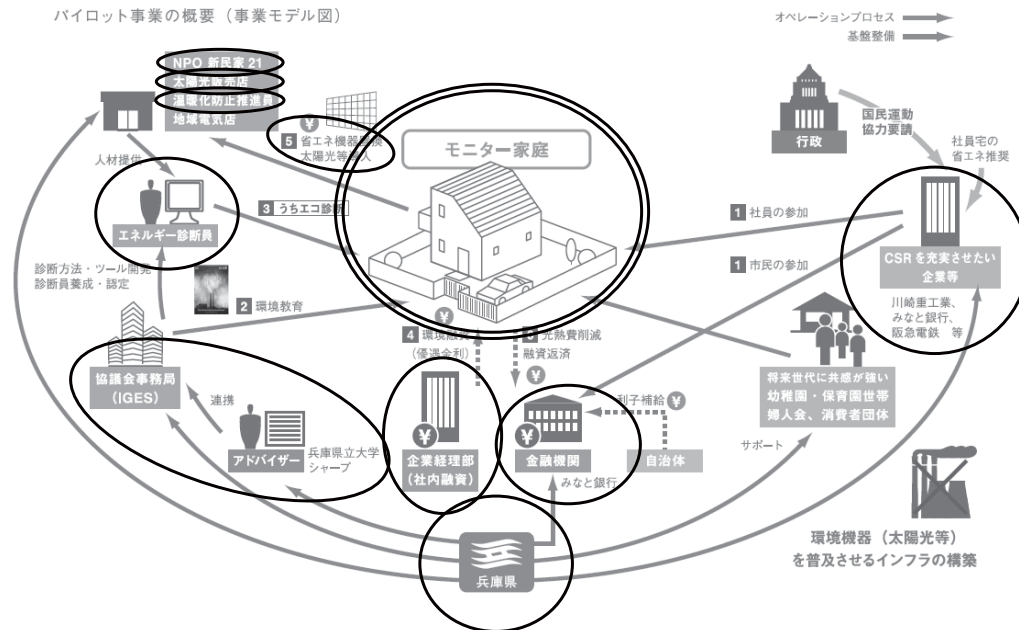 パイロット事業の概要（事業モデル図）
オペレーションプロセス
基盤整備
NPO 新民家 21
太陽光販売店
温暖化防止推進員
地域電気店
¥
5 省エネ機器
太陽光等
モニター家庭
行政
国民運動
協力要請
社員宅の
省エネ推奨
人材提供
エネルギー診断員
3 うちエコ診断
1 社員の参加
1 市民の参加
CSR を充実させたい
企業等
川崎重工業、
みなと銀行、
阪急電鉄 等
診断方法・ツール開発
診断員養成・認定
2 環境教育
¥
4 環境融資
（優遇金利）
光熱費削減
融資返済
¥
協議会事務局
（IGES）
連携
アドバイザー
兵庫県立大学
シャープ
¥
企業経理部
（社内融資）
¥
金融機関
みなと銀行
利子補給 ¥
自治体
将来世代に共感が強い
幼稚園・保育園世帯
婦人会、消費者団体
サポート
兵庫県
環境機器（太陽光等）
を普及させるインフラの構築